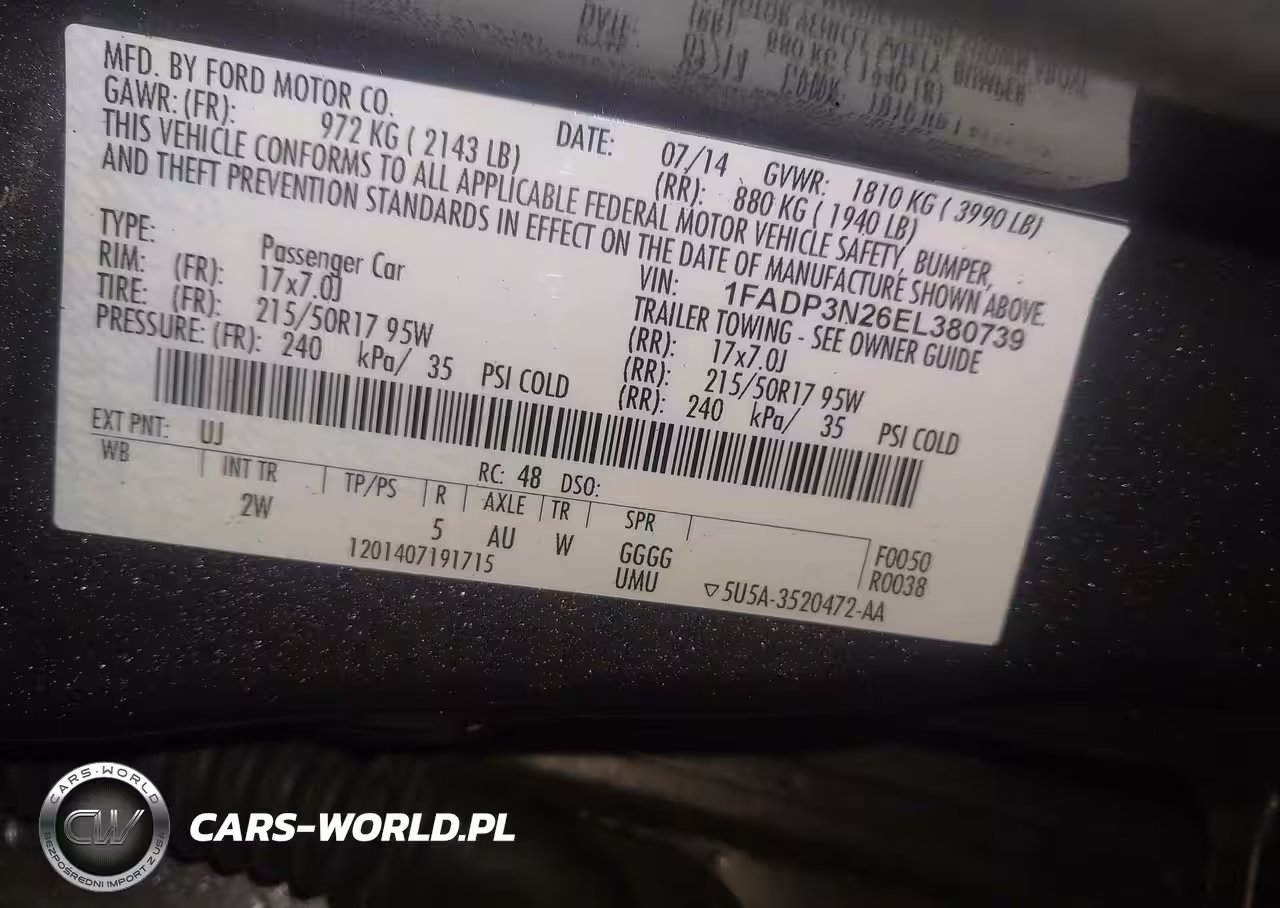 MFD. BY FORD MOTOR CO. DATE: 07/14 GVWR: 1810 KG ( 3990 LB)
GAWR: (FR): 972 KG ( 2143 LB) (RR): 880 KG ( 1940 LB)
THIS VEHICLE CONFORMS TO ALL APPLICABLE FEDERAL MOTOR VEHICLE SAFETY, BUMPER,
AND THEFT PREVENTION STANDARDS IN EFFECT ON THE DATE OF MANUFACTURE SHOWN ABOVE.
VIN: 1FADP3N26EL380739
TYPE: Passenger Car TRAILER TOWING - SEE OWNER GUIDE
RIM: (FR): 17x7.0J (RR): 17x7.0J
TIRE: (FR): 215/50R17 95W (RR): 215/50R17 95W
PRESSURE: (FR): 240 kPa/ 35 PSI COLD (RR): 240 kPa/ 35 PSI COLD
EXT PNT: UJ RC: 48 DSO:
WB INT TR TP/PS R AXLE TR SPR
2W 5 AU W GGGG F0050
UMU R0038
1201407191715 ▽5U5A-3520472-AA
CARS-WORLD
CW
BEZPOŚREDNI IMPORT Z USA
CARS-WORLD.PL